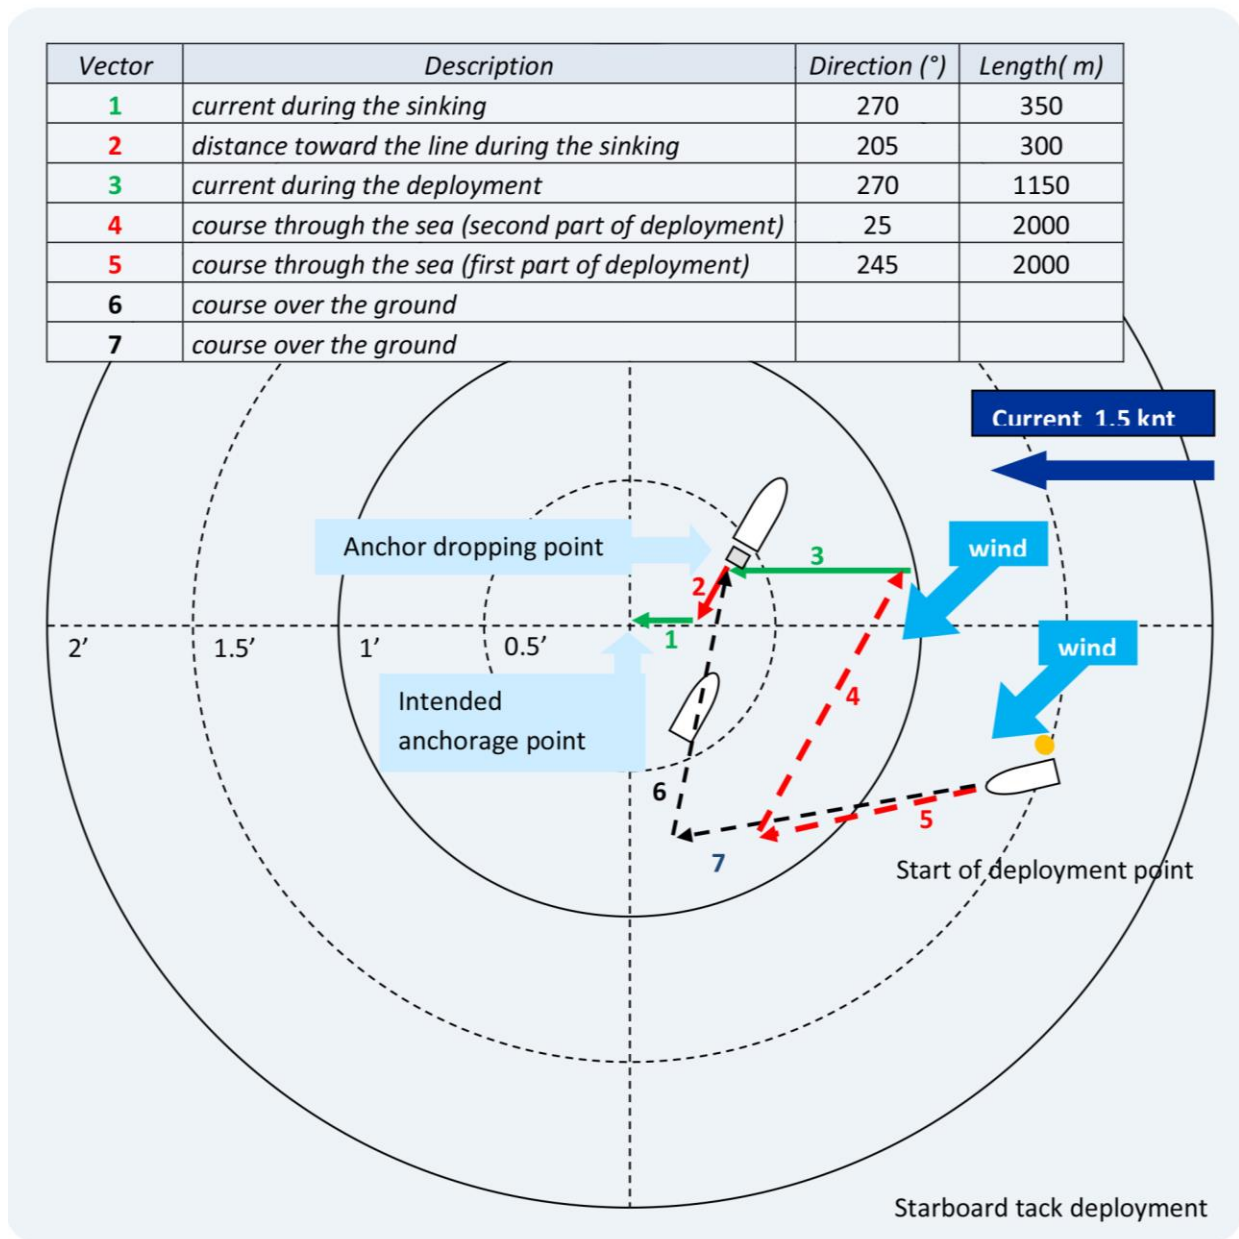 Vector Description Direction (°) Length( m)
1 current during the sinking 270 350
2 distance toward the line during the sinking 205 300
3 current during the deployment 270 1150
4 course through the sea (second part of deployment) 25 2000
5 course through the sea (first part of deployment) 245 2000
6 course over the ground
7 course over the ground
Current 1.5 knt
Anchor dropping point
3
wind
2
1
2’
1.5’
1’
0.5’
wind
Intended
anchorage point
4
6
5
7
Start of deployment point
Starboard tack deployment